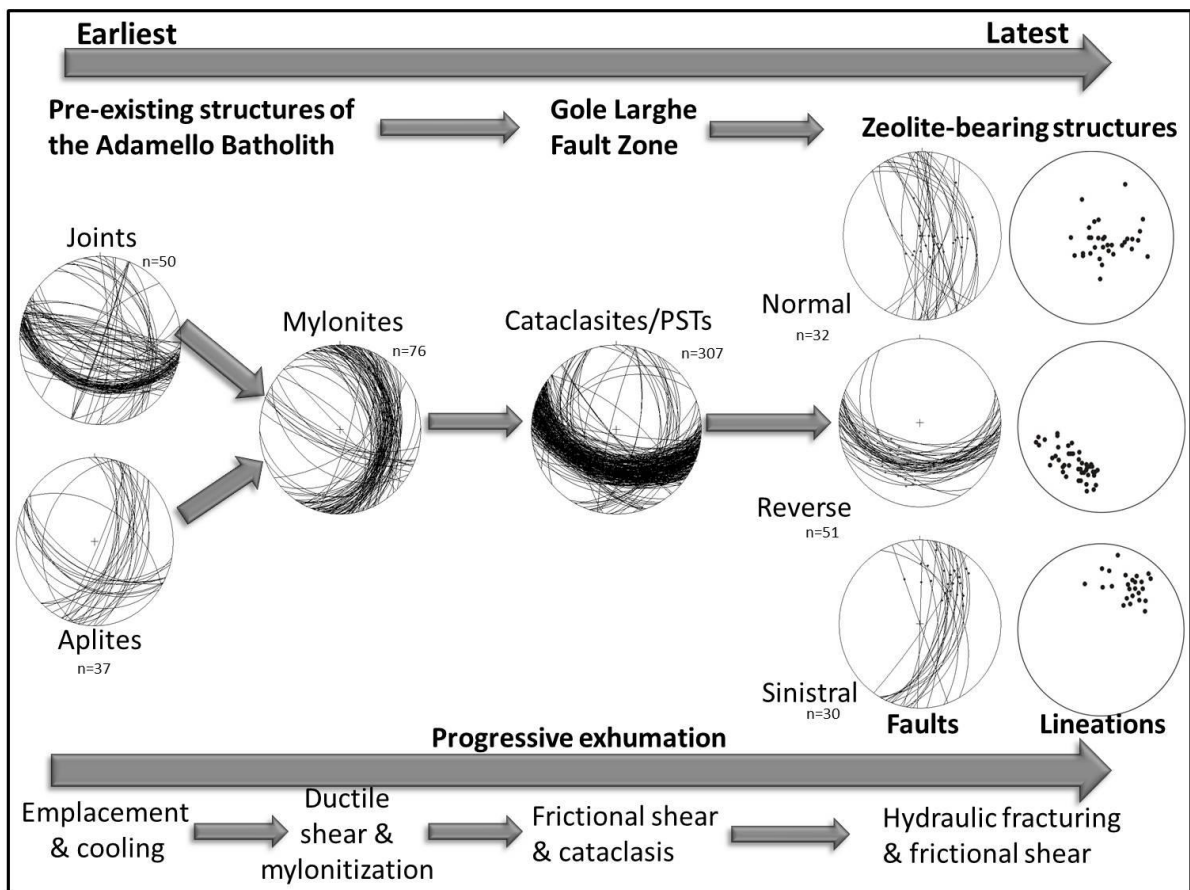 Earliest
Latest
Pre-existing structures of
the Adamello Batholith
Gole Larghe
Fault Zone
Zeolite-bearing structures
Joints
n=50
Mylonites
n=76
Cataclasites/PSTs
n=307
Normal
n=32
Reverse
n=51
Aplites
n=37
Sinistral
n=30
Faults
Lineations
Progressive exhumation
Emplacement
& cooling
Ductile
shear &
mylonitization
Frictional shear
& cataclasis
Hydraulic fracturing
& frictional shear